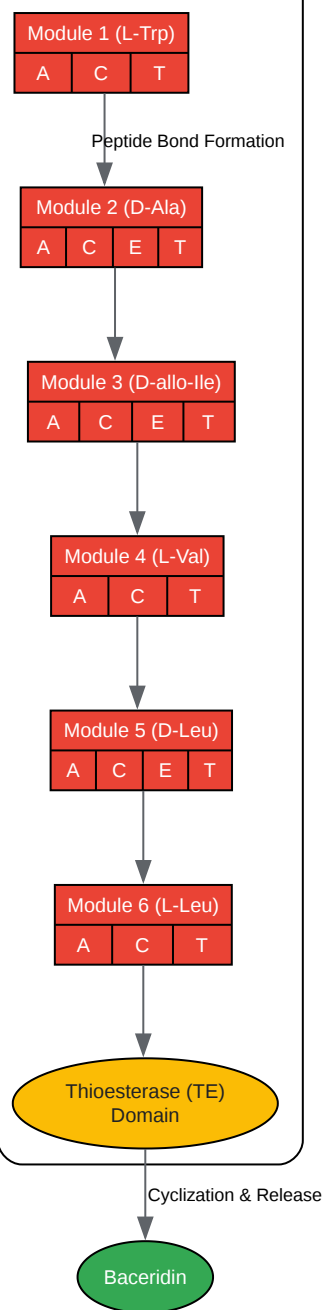 Module 1 (L-Trp)
A C T
Peptide Bond Formation
Module 2 (D-Ala)
A C E T
Module 3 (D-allo-Ile)
A C E T
Module 4 (L-Val)
A C T
Module 5 (D-Leu)
A C E T
Module 6 (L-Leu)
A C T
Thioesterase (TE)
Domain
Cyclization & Release
Baceridin